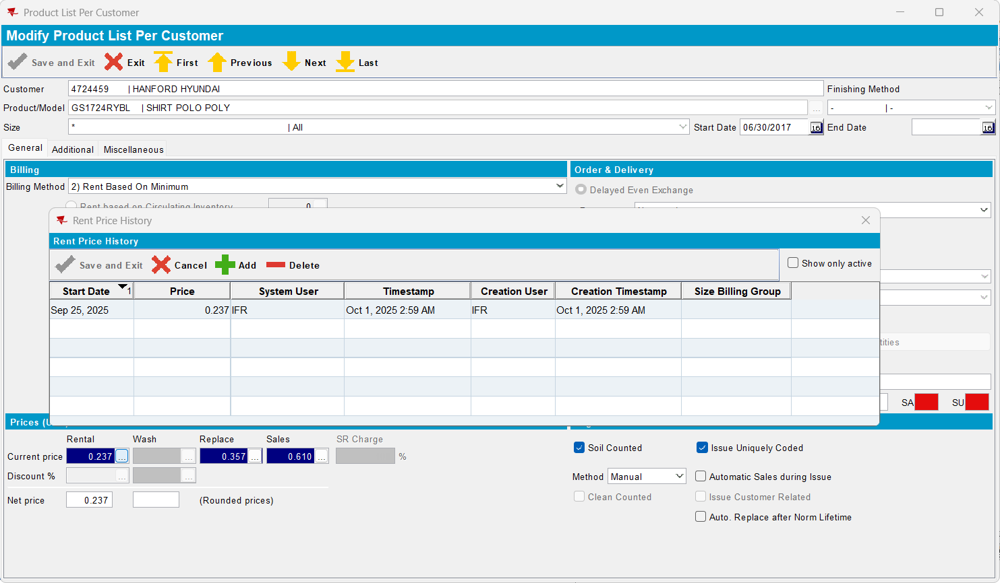 Product List Per Customer
Modify Product List Per Customer
Save and Exit Exit First Previous Next Last
Customer 4724459 | HANFORD HYUNDAI Finishing Method
Product/Model GS1724RYBL | SHIRT POLO POLY ... - | -
Size * | All Start Date 06/30/2017 16 End Date 16
General Additional Miscellaneous
Billing Order & Delivery
Billing Method 2) Rent Based On Minimum Delayed Even Exchange
Rent based on Circulating Inventory 0
Rent Price History
Rent Price History
Save and Exit Cancel Add Delete Show only active
Start Date 1 Price System User Timestamp Creation User Creation Timestamp Size Billing Group
Sep 25, 2025 0.237 IFR Oct 1, 2025 2:59 AM IFR Oct 1, 2025 2:59 AM
SA SU
Prices
Rental Wash Replace Sales SR Charge
Current price 0.237 ... ... 0.357 ... 0.610 ... %
Discount % ... ...
Net price 0.237 (Rounded prices)
Soil Counted Issue Uniquely Coded
Method Manual Automatic Sales during Issue
Clean Counted Issue Customer Related
Auto. Replace after Norm Lifetime